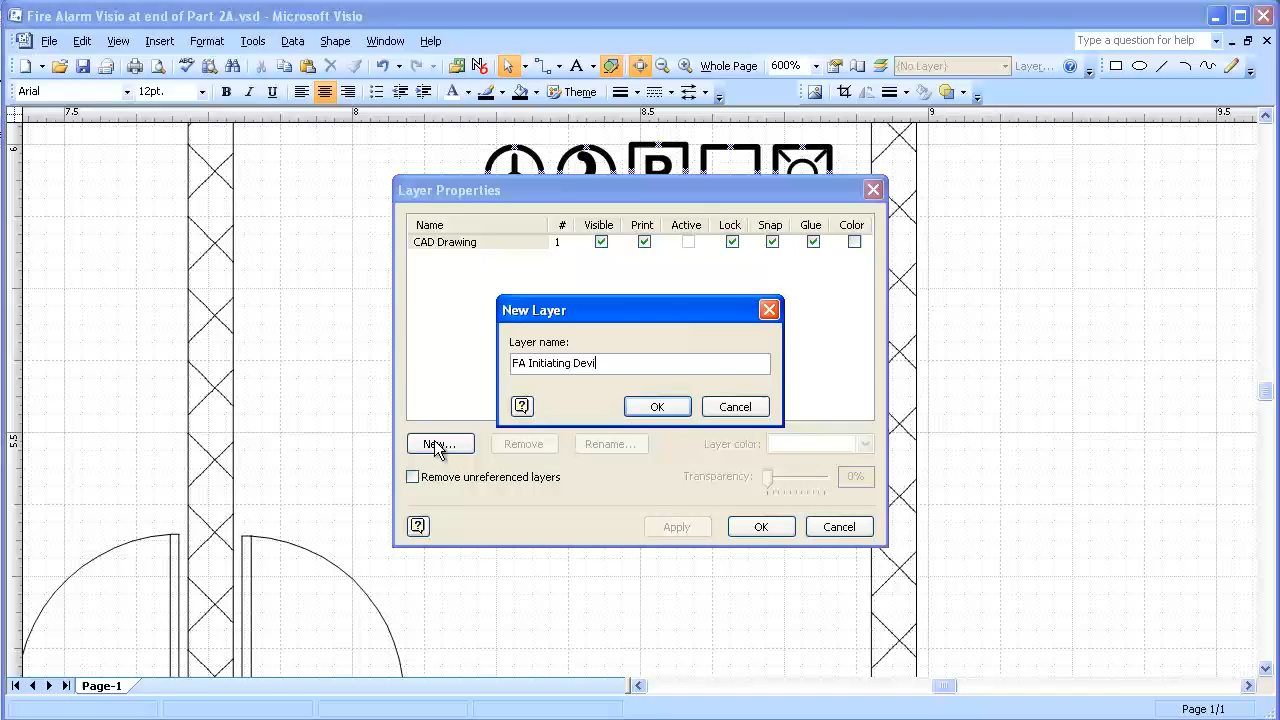 Fire Alarm Visio at end of Part 2A.vsd - Microsoft Visio
File Edit View Insert Format Tools Data Shape Window Help
Type a question for help
Whole Page 600% {No Layer} Layer...
Arial 12pt. B I U A Theme
7.5 8 8.5 9 9.5
6
5.5
P
Layer Properties
Name # Visible Print Active Lock Snap Glue Color
CAD Drawing 1
New Layer
Layer name:
FA Initiating Devi
OK Cancel
New... Remove Rename... Layer color:
Remove unreferenced layers Transparency: 0%
Apply OK Cancel
Page-1
Page 1/1